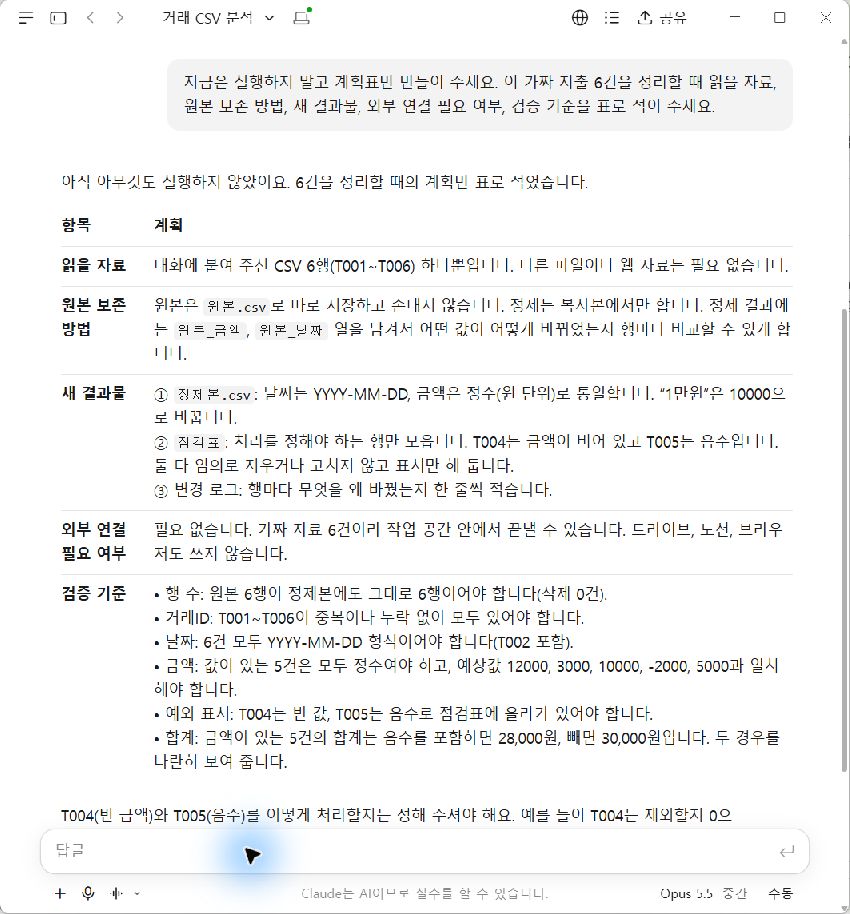 거래 CSV 분석
공유
지금은 실행하지 말고 계획표만 만들어 주세요. 이 가짜 지출 6건을 정리할 때 읽을 자료,
원본 보존 방법, 새 결과물, 외부 연결 필요 여부, 검증 기준을 표로 적어 주세요.
아직 아무것도 실행하지 않았어요. 6건을 정리할 때의 계획만 표로 적었습니다.
항목 계획
읽을 자료 대화에 붙여 주신 CSV 6행(T001~T006) 하나뿐입니다. 다른 파일이나 웹 자료는 필요 없습니다.
원본 보존 원본은 원본.csv로 따로 저장하고 손대지 않습니다. 정제는 복사본에서만 합니다. 정제 결과에
방법 는 원본_금액, 원본_날짜 열을 남겨서 어떤 값이 어떻게 바뀌었는지 행마다 비교할 수 있게 합
니다.
새 결과물 ① 정제본.csv: 날짜는 YYYY-MM-DD, 금액은 정수(원 단위)로 통일합니다. “1만원”은 10000으
로 바꿉니다.
② 점검표: 처리를 정해야 하는 행만 모읍니다. T004는 금액이 비어 있고 T005는 음수입니다.
둘 다 임의로 지우거나 고치지 않고 표시만 해 둡니다.
③ 변경 로그: 행마다 무엇을 왜 바꿨는지 한 줄씩 적습니다.
외부 연결 필요 없습니다. 가짜 자료 6건이라 작업 공간 안에서 끝낼 수 있습니다. 드라이브, 노션, 브라우
필요 여부 저도 쓰지 않습니다.
검증 기준 • 행 수: 원본 6행이 정제본에도 그대로 6행이어야 합니다(삭제 0건).
• 거래ID: T001~T006이 중복이나 누락 없이 모두 있어야 합니다.
• 날짜: 6건 모두 YYYY-MM-DD 형식이어야 합니다(T002 포함).
• 금액: 값이 있는 5건은 모두 정수여야 하고, 예상값 12000, 3000, 10000, -2000, 5000과 일치
해야 합니다.
• 예외 표시: T004는 빈 값, T005는 음수로 점검표에 올라가 있어야 합니다.
• 합계: 금액이 있는 5건의 합계는 음수를 포함하면 28,000원, 빼면 30,000원입니다. 두 경우를
나란히 보여 줍니다.
T004(빈 금액)와 T005(음수)를 어떻게 처리할지는 정해 주셔야 해요. 예를 들어 T004는 제외할지 0으
답글
Claude는 AI이므로 실수를 할 수 있습니다.
Opus 5.5 중간 수동